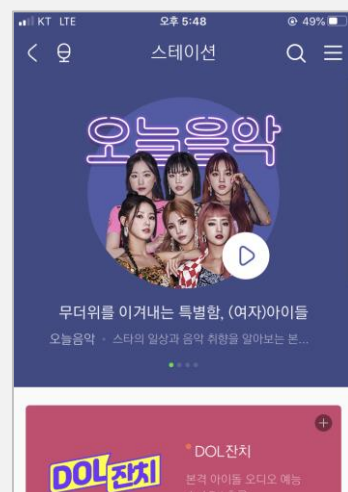 KT LTE 오후 5:48 49%
스테이션
오늘음악
무더위를 이겨내는 특별함, (여자)아이들
오늘음악 · 스타의 일상과 음악 취향을 알아보는 본...
DOL잔치
DOL잔치
본격 아이돌 오디오 예능